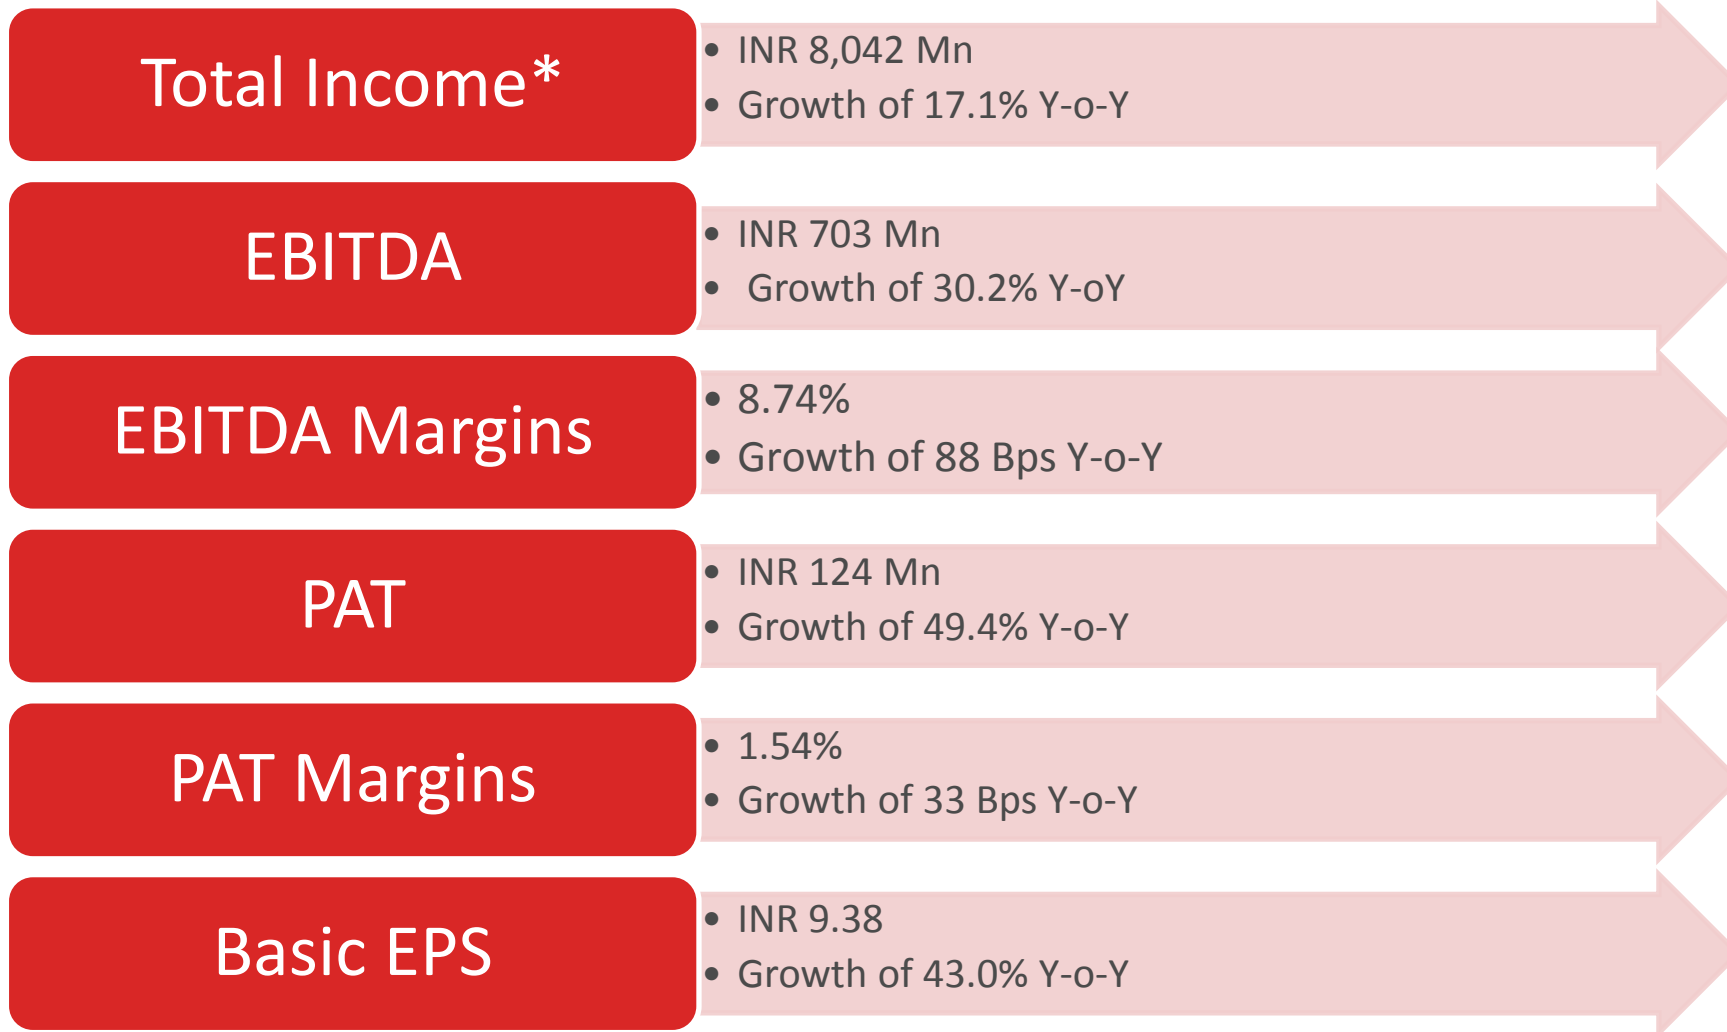 Total Income*
• INR 8,042 Mn
• Growth of 17.1% Y-o-Y
EBITDA
• INR 703 Mn
• Growth of 30.2% Y-oY
EBITDA Margins
• 8.74%
• Growth of 88 Bps Y-o-Y
PAT
• INR 124 Mn
• Growth of 49.4% Y-o-Y
PAT Margins
• 1.54%
• Growth of 33 Bps Y-o-Y
Basic EPS
• INR 9.38
• Growth of 43.0% Y-o-Y